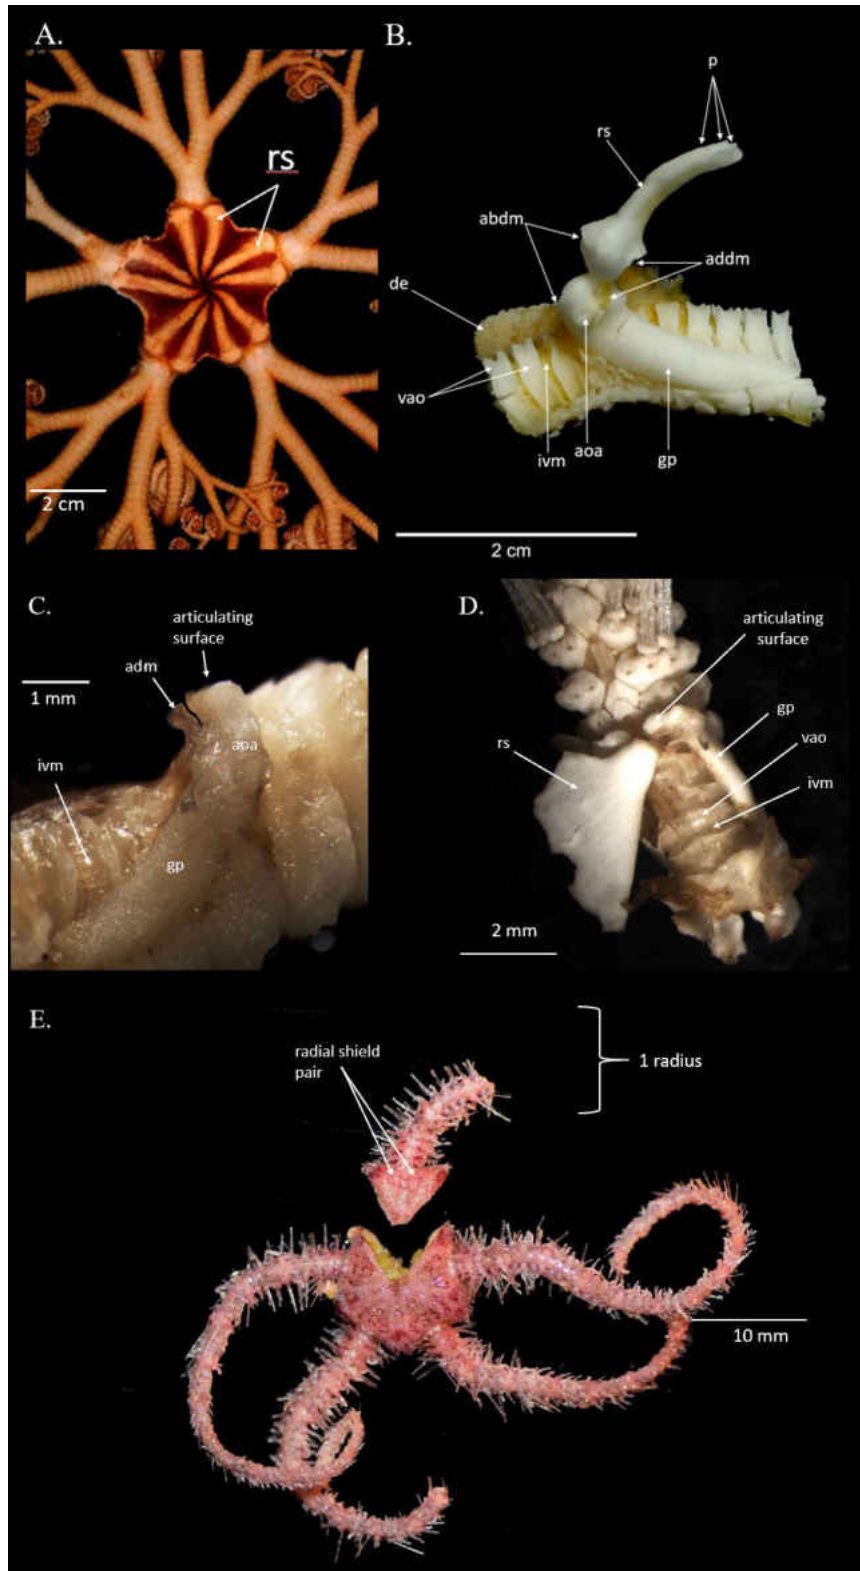 A.
rs
2 cm
B.
p
rs
abdm
addm
de
vao
ivm
aoa
gp
2 cm
C.
articulating
surface
adm
1 mm
apa
ivm
gp
D.
articulating
surface
gp
rs
vao
ivm
2 mm
E.
radial shield
pair
1 radius
10 mm